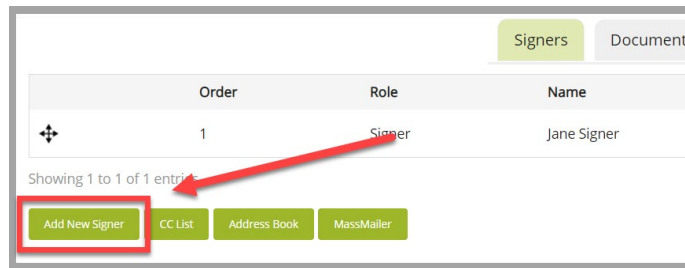 Signers Document
Order Role Name
1 Signer Jane Signer
Showing 1 to 1 of 1 entries
Add New Signer CC List Address Book MassMailer